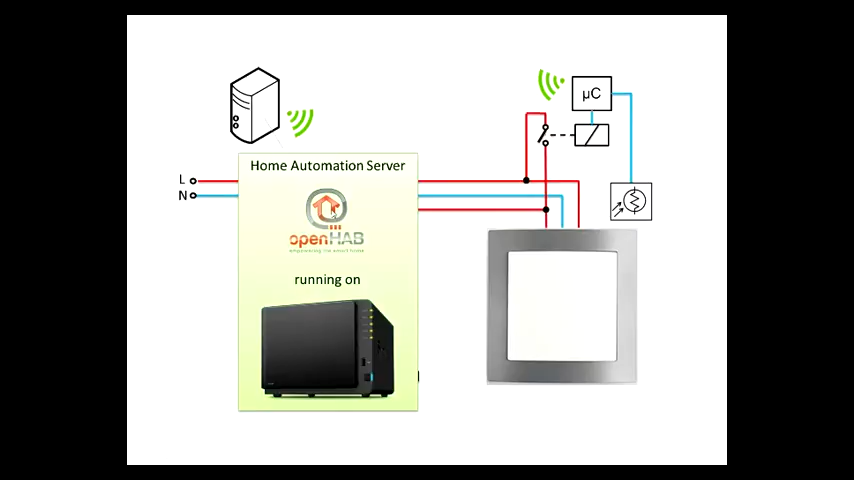 µC
Home Automation Server
L
N
openHAB
empowering the smart home
running on